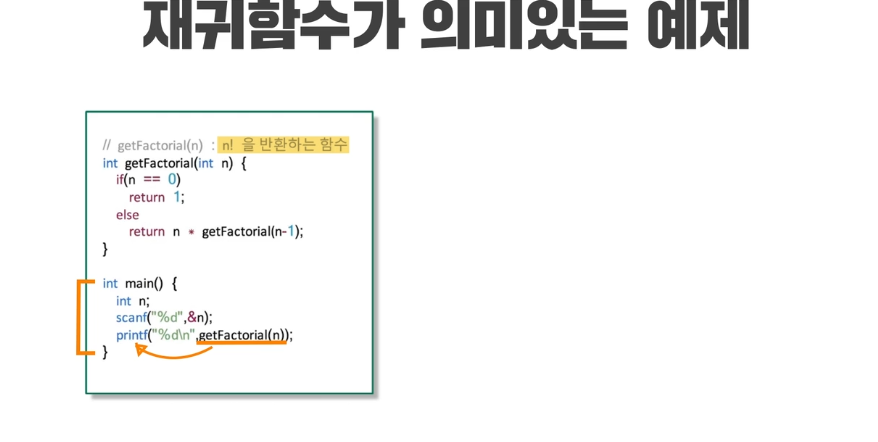 재귀함수가 의미있는 예제
// getFactorial(n) : n! 을 반환하는 함수
int getFactorial(int n) {
if(n == 0)
return 1;
else
return n * getFactorial(n-1);
}
int main() {
int n;
scanf("%d",&n);
printf("%d\n",getFactorial(n));
}